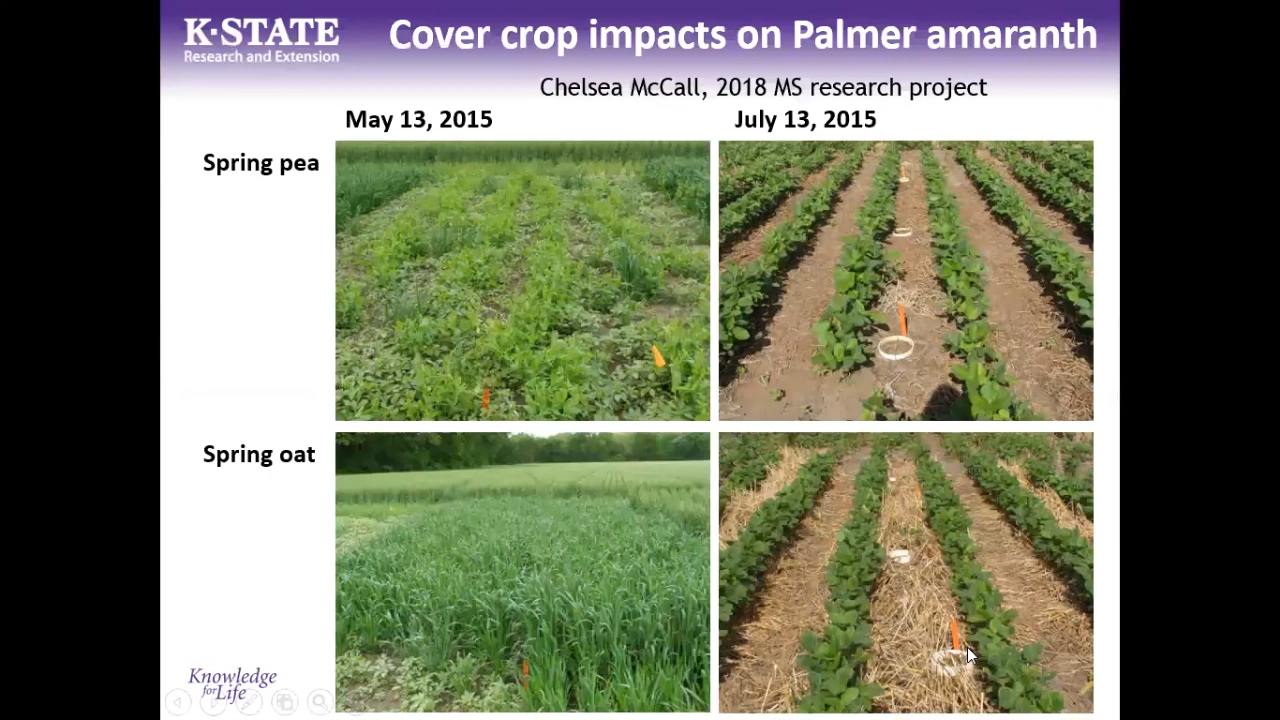 K-STATE
Research and Extension
Cover crop impacts on Palmer amaranth
Chelsea McCall, 2018 MS research project
May 13, 2015
July 13, 2015
Spring pea
Spring oat
Knowledge
for Life